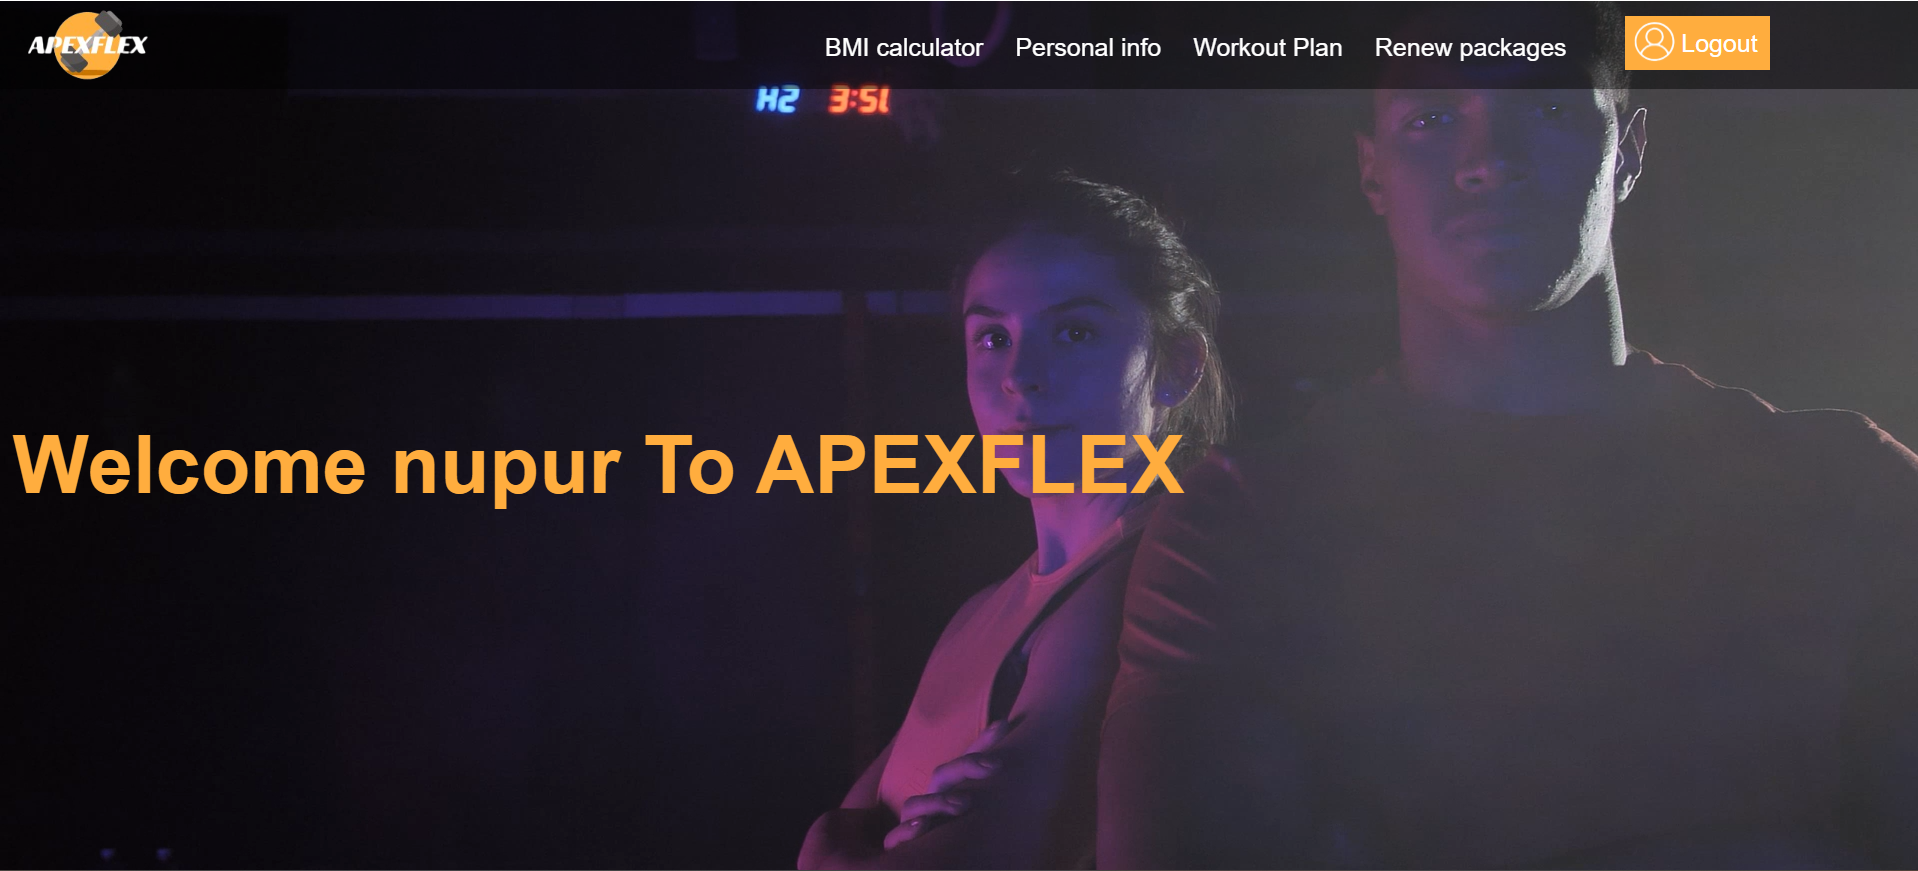 APEXFLEX
BMI calculator Personal info Workout Plan Renew packages Logout
H2 3:51
Welcome nupur To APEXFLEX